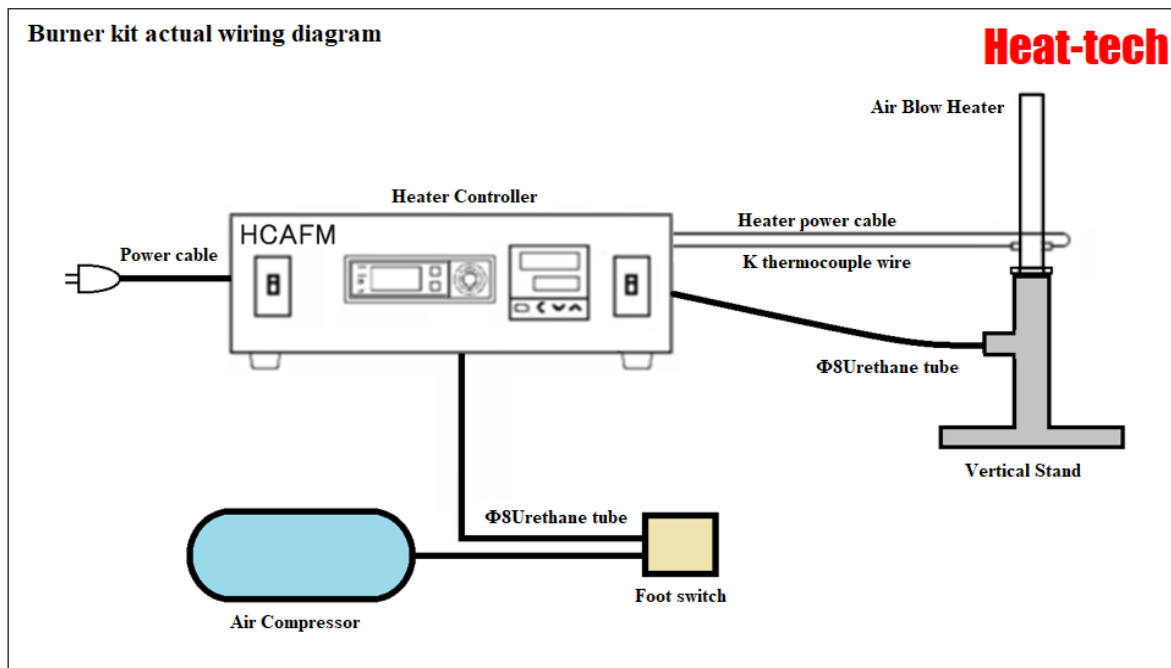 Burner kit actual wiring diagram
Heat-tech
Air Blow Heater
Heater Controller
Heater power cable
HCAFM
Power cable
K thermocouple wire
Φ8Urethane tube
Vertical Stand
Φ8Urethane tube
Foot switch
Air Compressor